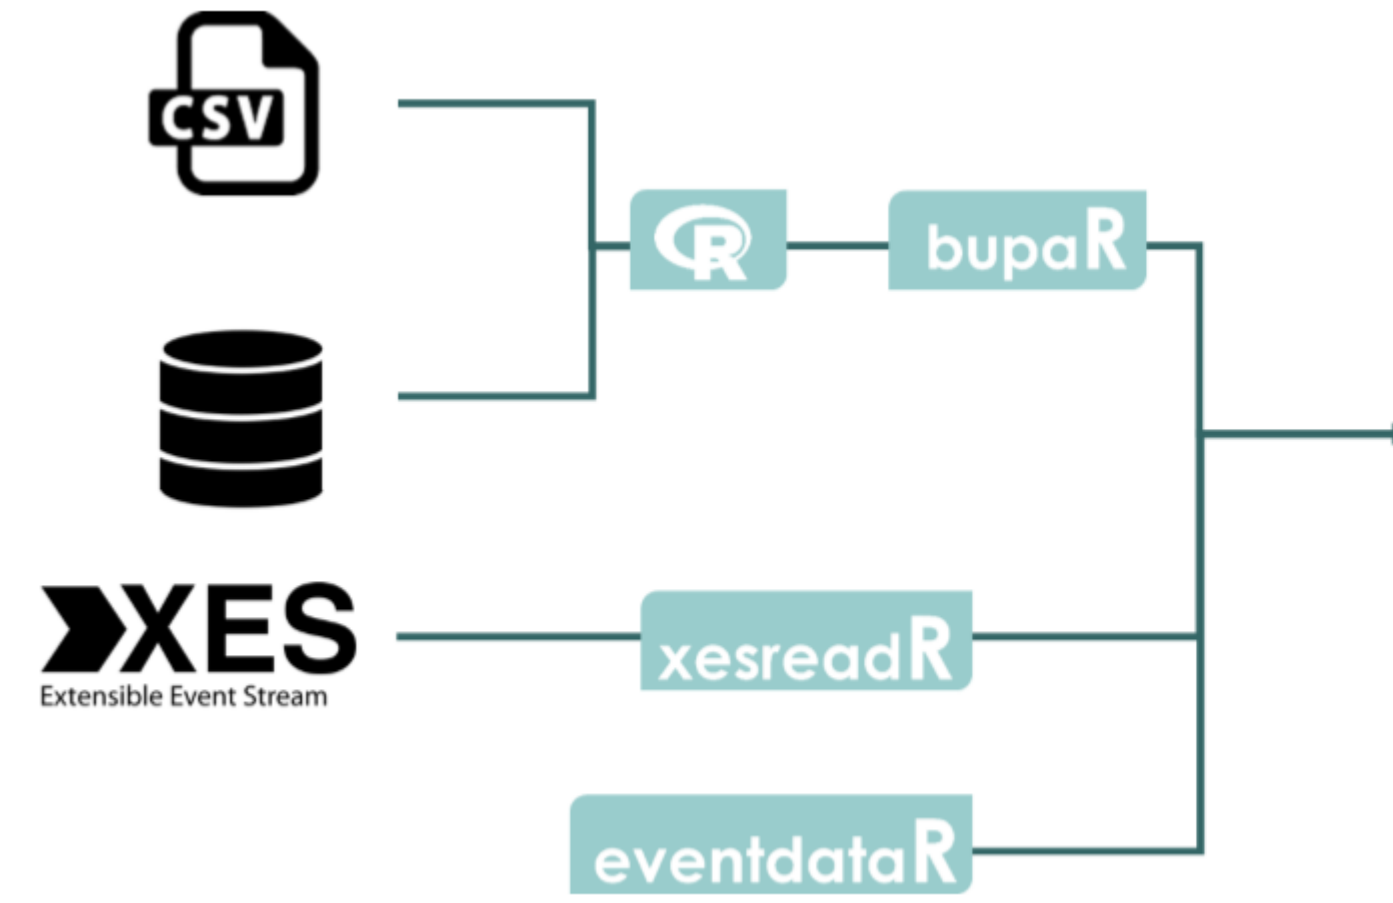 CSV
R
bupaR
XES
Extensible Event Stream
xesreadR
eventdataR